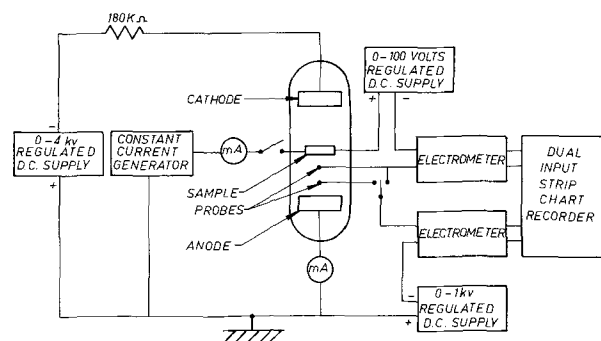 180KΩ
CATHODE
0-100 VOLTS
REGULATED
D.C. SUPPLY
+ -
-
0-4 kv
REGULATED
D.C. SUPPLY
+
CONSTANT
CURRENT
GENERATOR
mA
SAMPLE
PROBES
ANODE
mA
ELECTROMETER
ELECTROMETER
DUAL
INPUT
STRIP
CHART
RECORDER
-
0-1kv
REGULATED
D.C. SUPPLY
+